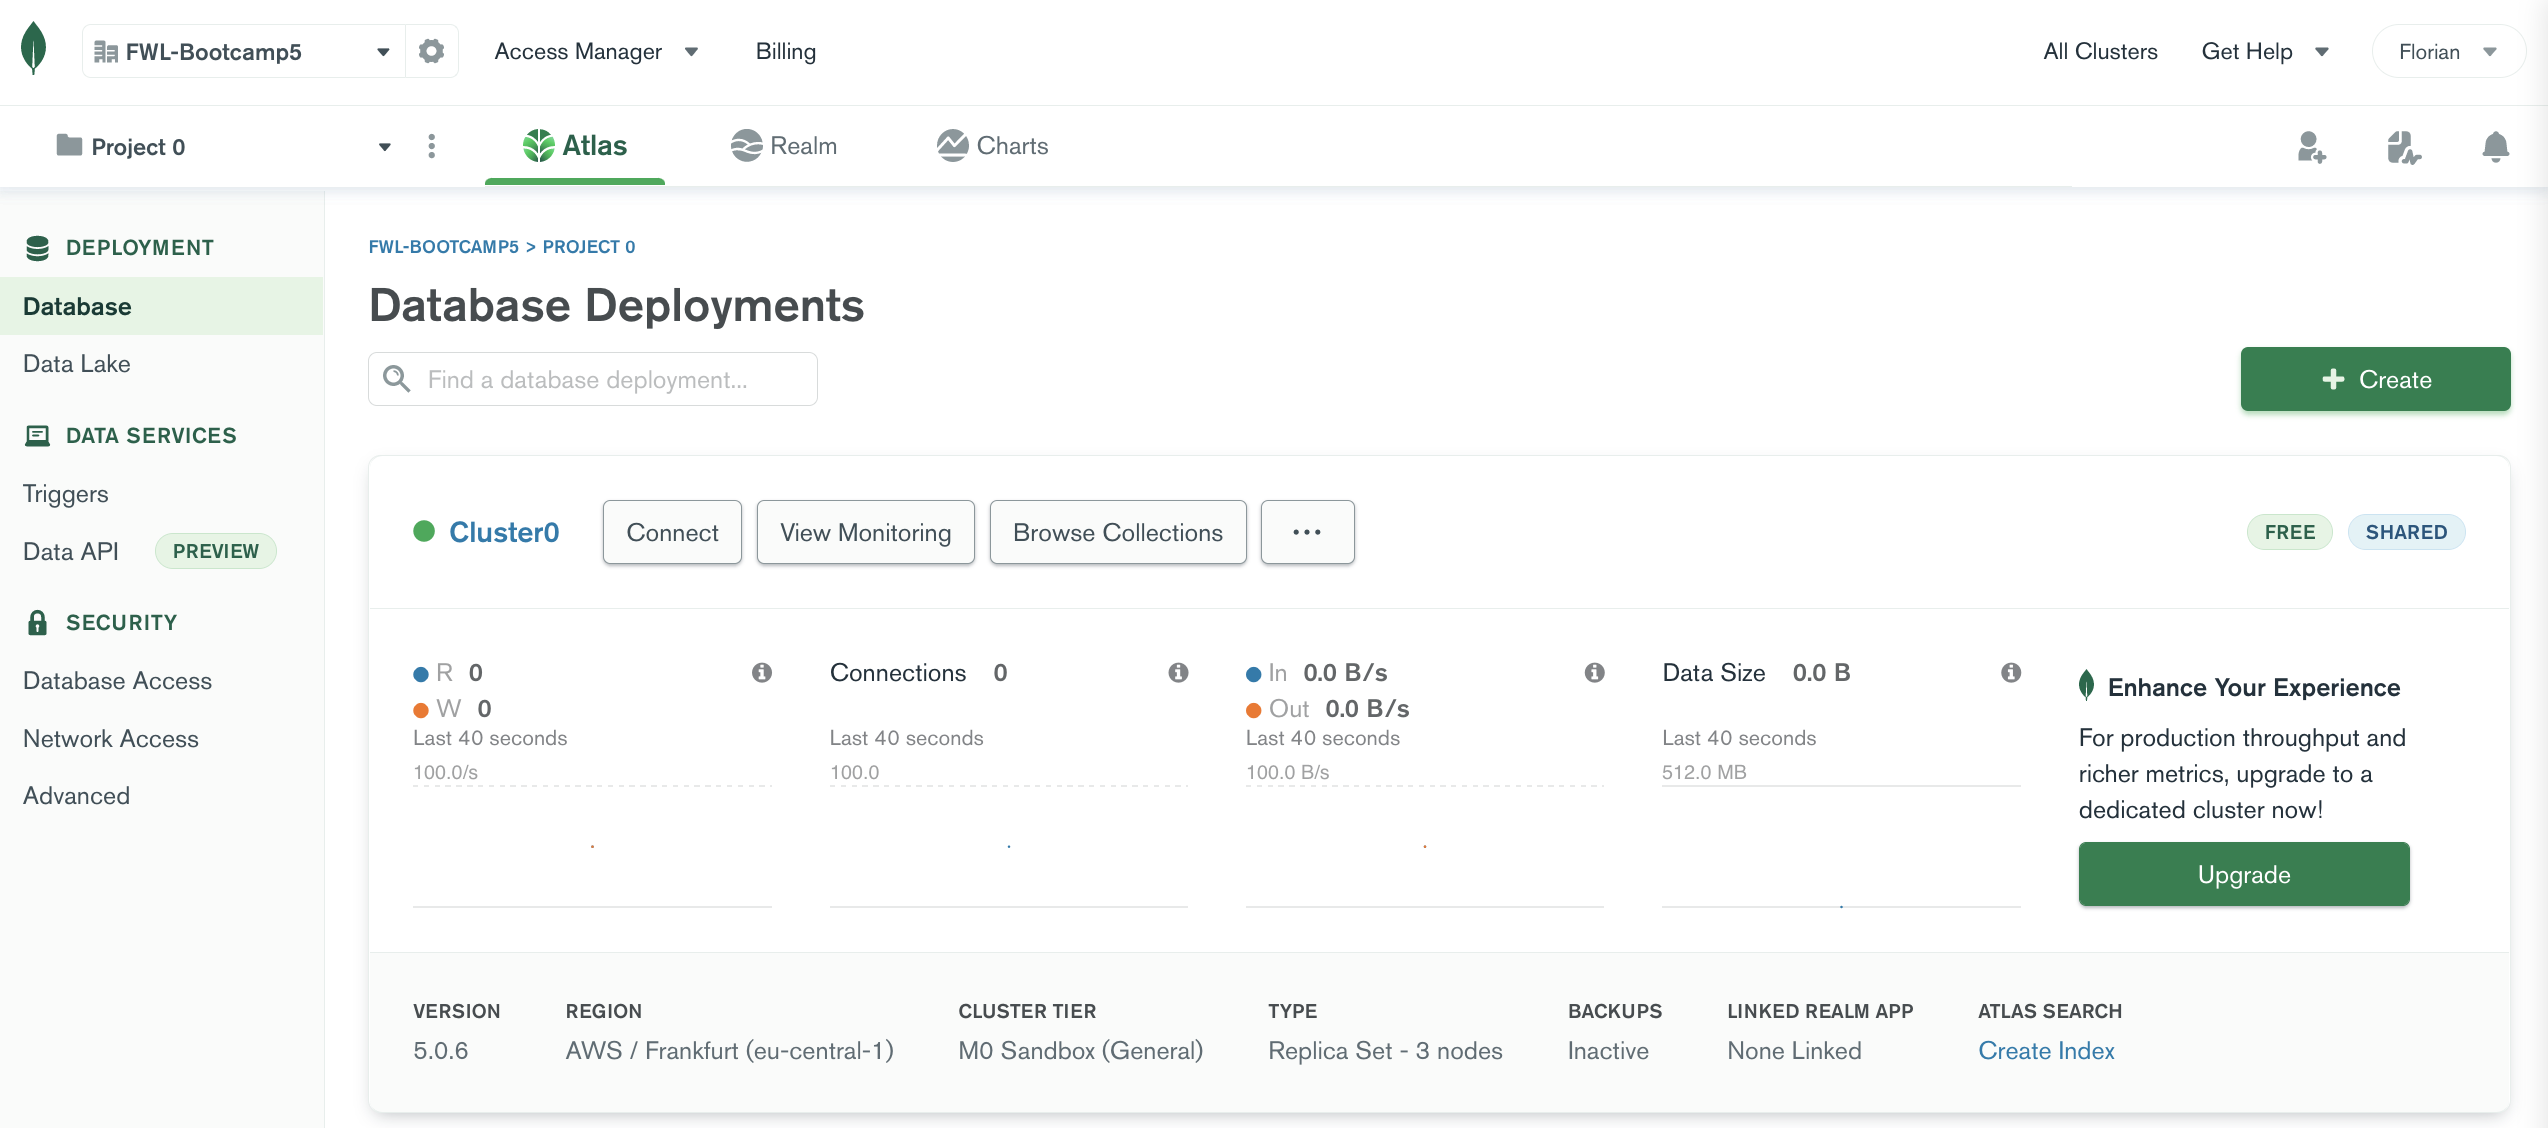 FWL-Bootcamp5
Access Manager
Billing
All Clusters
Get Help
Florian
Project 0
Atlas
Realm
Charts
DEPLOYMENT
Database
Data Lake
DATA SERVICES
Triggers
Data API PREVIEW
SECURITY
Database Access
Network Access
Advanced
FWL-BOOTCAMP5 > PROJECT 0
Database Deployments
Find a database deployment...
+ Create
Cluster0
Connect
View Monitoring
Browse Collections
...
FREE
SHARED
R 0
W 0
Last 40 seconds
100.0/s
Connections 0
Last 40 seconds
100.0
In 0.0 B/s
Out 0.0 B/s
Last 40 seconds
100.0 B/s
Data Size 0.0 B
Last 40 seconds
512.0 MB
Enhance Your Experience
For production throughput and
richer metrics, upgrade to a
dedicated cluster now!
Upgrade
VERSION
5.0.6
REGION
AWS / Frankfurt (eu-central-1)
CLUSTER TIER
M0 Sandbox (General)
TYPE
Replica Set - 3 nodes
BACKUPS
Inactive
LINKED REALM APP
None Linked
ATLAS SEARCH
Create Index